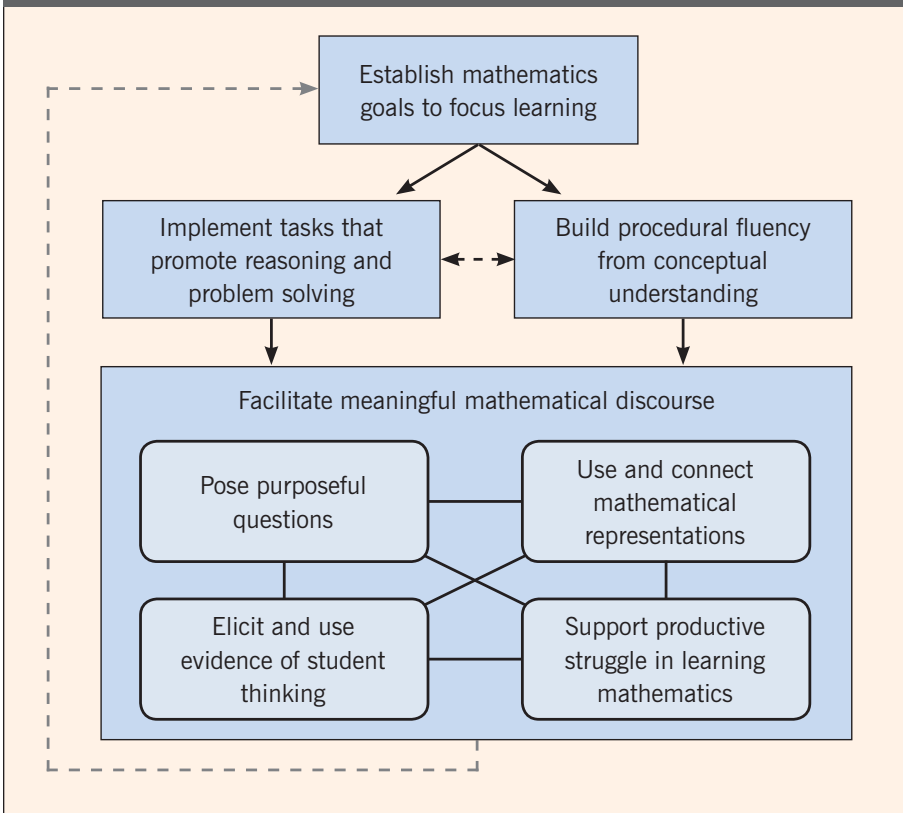 Establish mathematics
goals to focus learning
Implement tasks that
promote reasoning and
problem solving
Build procedural fluency
from conceptual
understanding
Facilitate meaningful mathematical discourse
Pose purposeful
questions
Use and connect
mathematical
representations
Elicit and use
evidence of student
thinking
Support productive
struggle in learning
mathematics